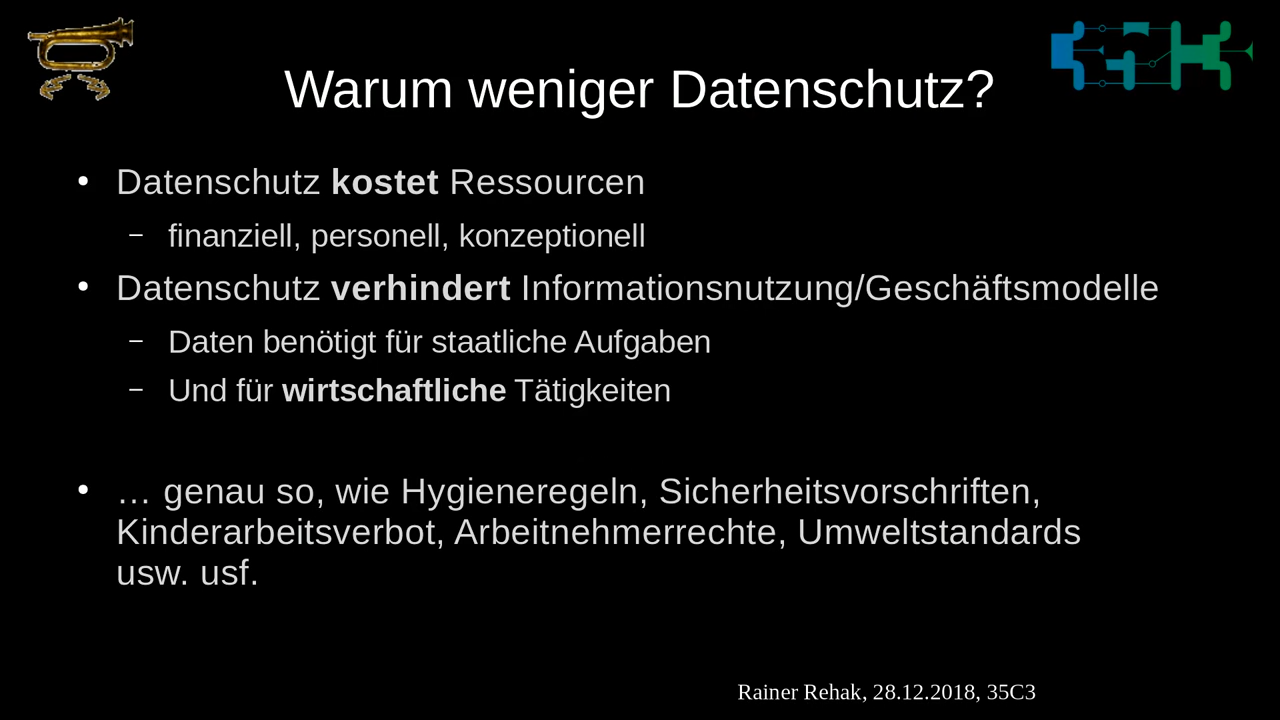 Warum weniger Datenschutz?
• Datenschutz kostet Ressourcen
– finanziell, personell, konzeptionell
• Datenschutz verhindert Informationsnutzung/Geschäftsmodelle
– Daten benötigt für staatliche Aufgaben
– Und für wirtschaftliche Tätigkeiten
• … genau so, wie Hygieneregeln, Sicherheitsvorschriften,
Kinderarbeitsverbot, Arbeitnehmerrechte, Umweltstandards
usw. usf.
Rainer Rehak, 28.12.2018, 35C3